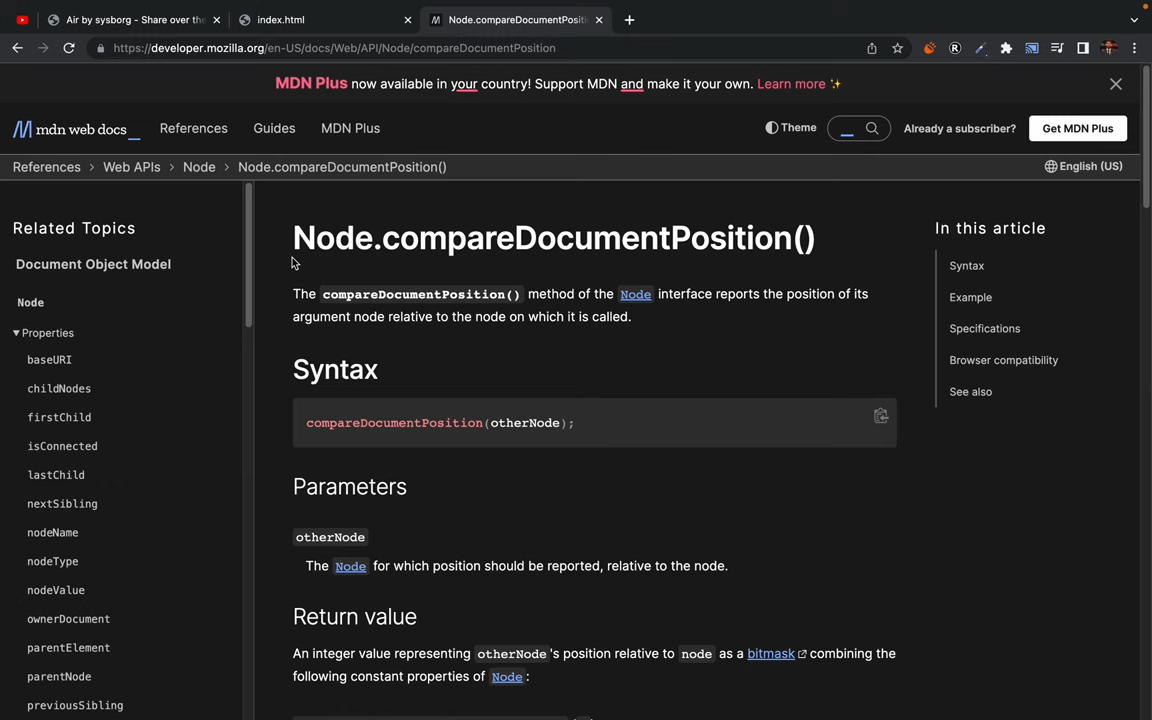 Air by sysborg - Share over the
index.html
Node.compareDocumentPositi
https://developer.mozilla.org/en-US/docs/Web/API/Node/compareDocumentPosition
MDN Plus now available in your country! Support MDN and make it your own. Learn more ✨
mdn web docs_
References
Guides
MDN Plus
Theme
Already a subscriber?
Get MDN Plus
References > Web APIs > Node > Node.compareDocumentPosition()
English (US)
Related Topics
Document Object Model
Node
Properties
baseURI
childNodes
firstChild
isConnected
lastChild
nextSibling
nodeName
nodeType
nodeValue
ownerDocument
parentElement
parentNode
previousSibling
Node.compareDocumentPosition()
The compareDocumentPosition() method of the Node interface reports the position of its
argument node relative to the node on which it is called.
Syntax
compareDocumentPosition(otherNode);
Parameters
otherNode
The Node for which position should be reported, relative to the node.
Return value
An integer value representing otherNode's position relative to node as a bitmask combining the
following constant properties of Node:
In this article
Syntax
Example
Specifications
Browser compatibility
See also